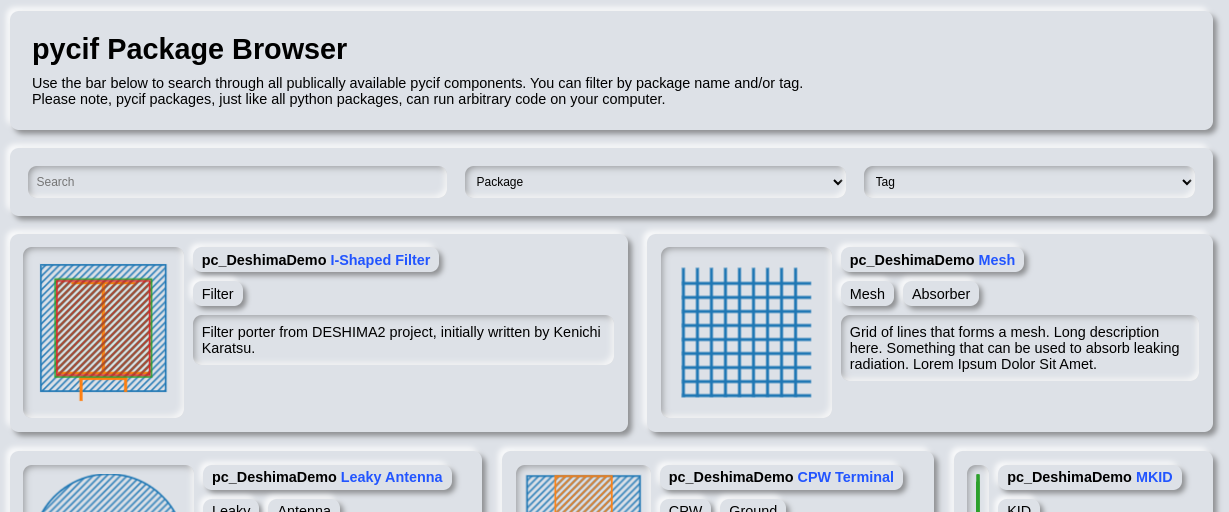 pycif Package Browser
Use the bar below to search through all publically available pycif components. You can filter by package name and/or tag.
Please note, pycif packages, just like all python packages, can run arbitrary code on your computer.
Search
Package
Tag
pc_DeshimaDemo I-Shaped Filter
Filter
Filter porter from DESHIMA2 project, initially written by Kenichi
Karatsu.
pc_DeshimaDemo Mesh
Mesh Absorber
Grid of lines that forms a mesh. Long description
here. Something that can be used to absorb leaking
radiation. Lorem Ipsum Dolor Sit Amet.
pc_DeshimaDemo Leaky Antenna
Leaky Antenna
pc_DeshimaDemo CPW Terminal
CPW Ground
pc_DeshimaDemo MKID
KID